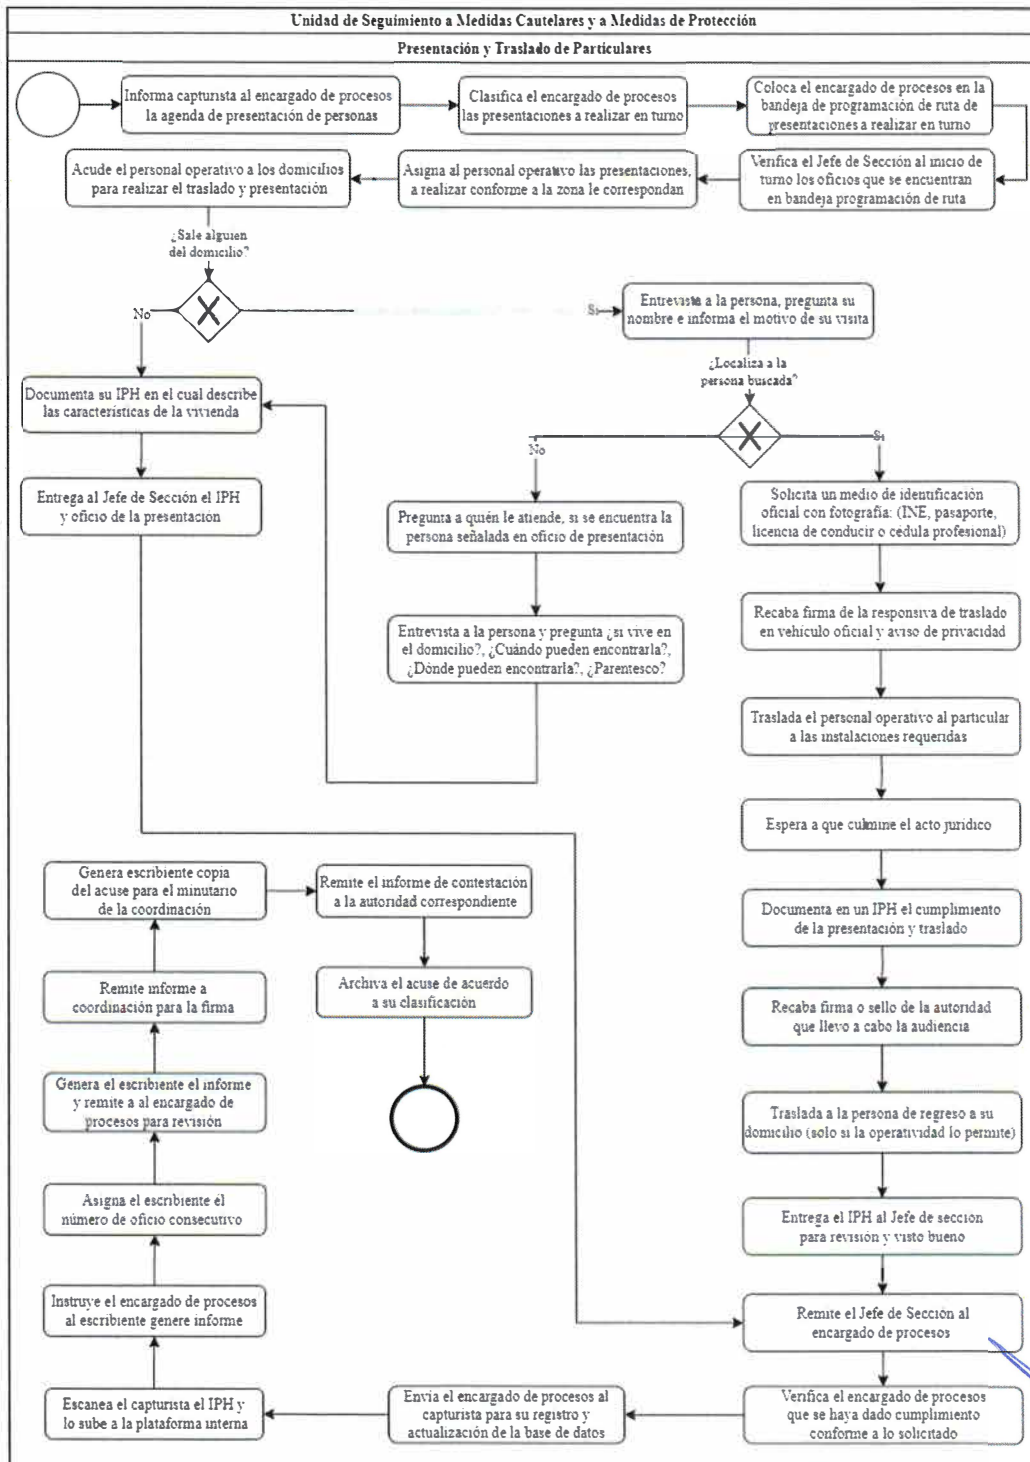 Unidad de Seguimiento a Medidas Cautelares y a Medidas de Protección
Presentación y Traslado de Particulares
Informa capturista al encargado de procesos
la agenda de presentación de personas
Clasifica el encargado de procesos
las presentaciones a realizar en turno
Coloca el encargado de procesos en la
bandeja de programación de ruta de
presentaciones a realizar en turno
Verifica el Jefe de Sección al inicio de
turno los oficios que se encuentran
en bandeja programación de ruta
Asigna al personal operativo las presentaciones,
a realizar conforme a la zona le correspondan
Acude el personal operativo a los domicilios
para realizar el traslado y presentación
¿Sale alguien
del domicilio?
No
Si
Entrevista a la persona, pregunta su
nombre e informa el motivo de su visita
¿Localiza a la
persona buscada?
No
Si
Documenta su IPH en el cual describe
las características de la vivienda
Entrega al Jefe de Sección el IPH
y oficio de la presentación
Pregunta a quién le atiende, si se encuentra la
persona señalada en oficio de presentación
Entrevista a la persona y pregunta ¿si vive en
el domicilio?, ¿Cuándo pueden encontrarla?,
¿Dónde pueden encontrarla?, ¿Parentesco?
Solicita un medio de identificación
oficial con fotografía: (INE, pasaporte,
licencia de conducir o cédula profesional)
Recaba firma de la responsiva de traslado
en vehículo oficial y aviso de privacidad
Traslada el personal operativo al particular
a las instalaciones requeridas
Espera a que culmine el acto jurídico
Documenta en un IPH el cumplimiento
de la presentación y traslado
Recaba firma o sello de la autoridad
que llevo a cabo la audiencia
Traslada a la persona de regreso a su
domicilio (solo si la operatividad lo permite)
Entrega el IPH al Jefe de sección
para revisión y visto bueno
Remite el Jefe de Sección al
encargado de procesos
Verifica el encargado de procesos
que se haya dado cumplimiento
conforme a lo solicitado
Envía el encargado de procesos al
capturista para su registro y
actualización de la base de datos
Escanea el capturista el IPH y
lo sube a la plataforma interna
Instruye el encargado de procesos
al escribiente genere informe
Asigna el escribiente él
número de oficio consecutivo
Genera el escribiente el informe
y remite a al encargado de
procesos para revisión
Remite informe a
coordinación para la firma
Genera escribiente copia
del acuse para el minutario
de la coordinación
Remite el informe de contestación
a la autoridad correspondiente
Archiva el acuse de acuerdo
a su clasificación